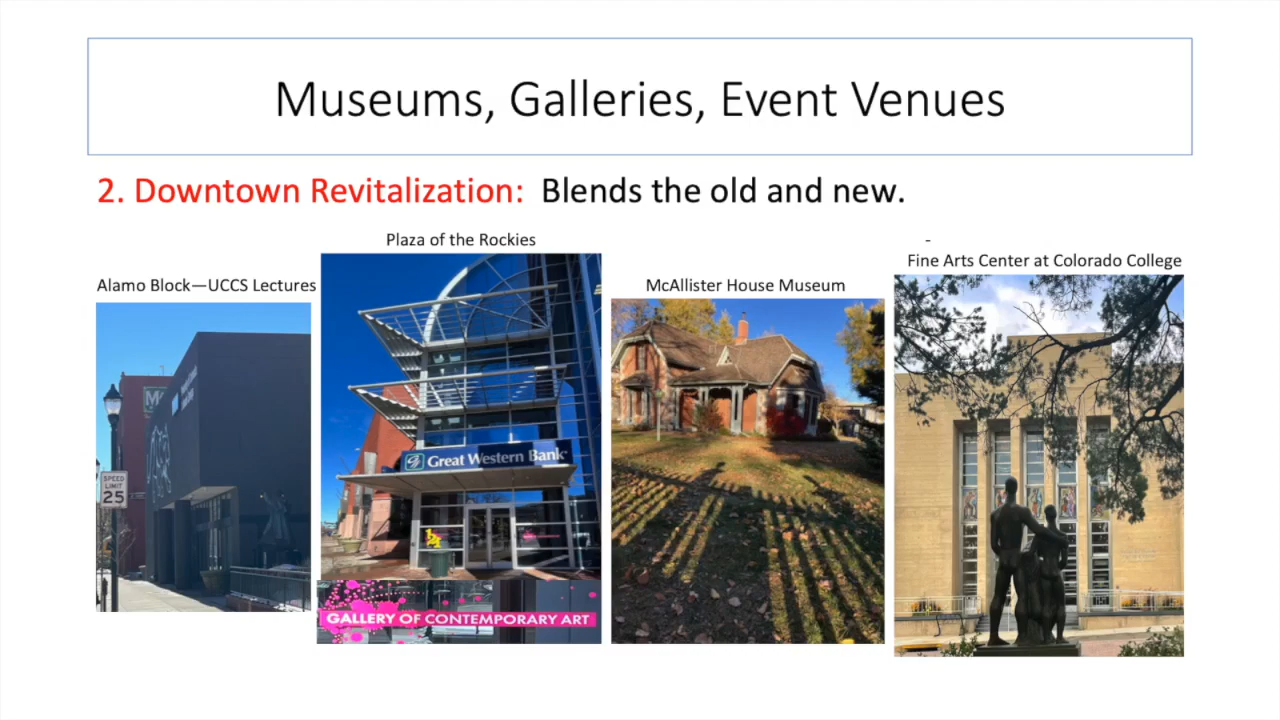 Museums, Galleries, Event Venues
2. Downtown Revitalization: Blends the old and new.
Alamo Block—UCCS Lectures
Plaza of the Rockies
McAllister House Museum
-
Fine Arts Center at Colorado College
SPEED
LIMIT
25
Great Western Bank
GALLERY OF CONTEMPORARY ART